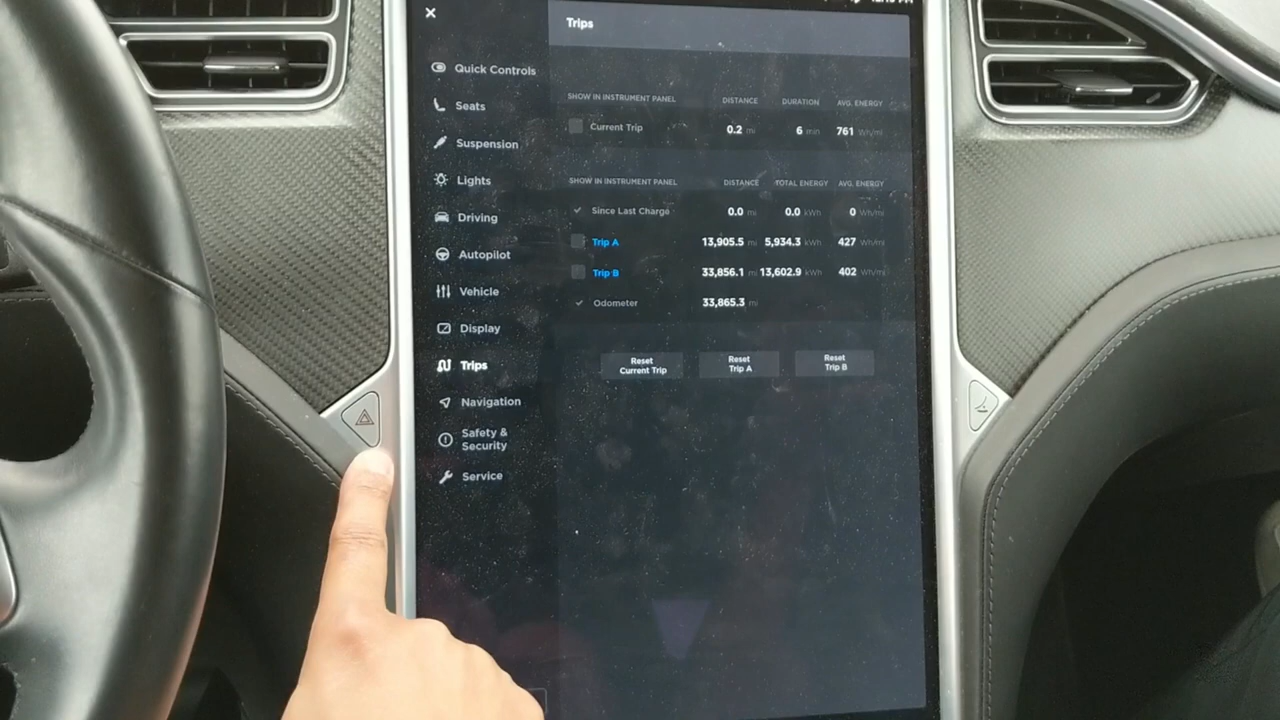 Trips
Quick Controls
Seats
Suspension
Lights
Driving
Autopilot
Vehicle
Display
Trips
Navigation
Safety &
Security
Service
SHOW IN INSTRUMENT PANEL DISTANCE DURATION AVG. ENERGY
Current Trip 0.2 mi 6 min 761 Wh/mi
SHOW IN INSTRUMENT PANEL DISTANCE TOTAL ENERGY AVG. ENERGY
Since Last Charge 0.0 mi 0.0 kWh 0 Wh/mi
Trip A 13,905.5 mi 5,934.3 kWh 427 Wh/mi
Trip B 33,856.1 mi 13,602.9 kWh 402 Wh/mi
Odometer 33,865.3 mi
Reset
Current Trip
Reset
Trip A
Reset
Trip B